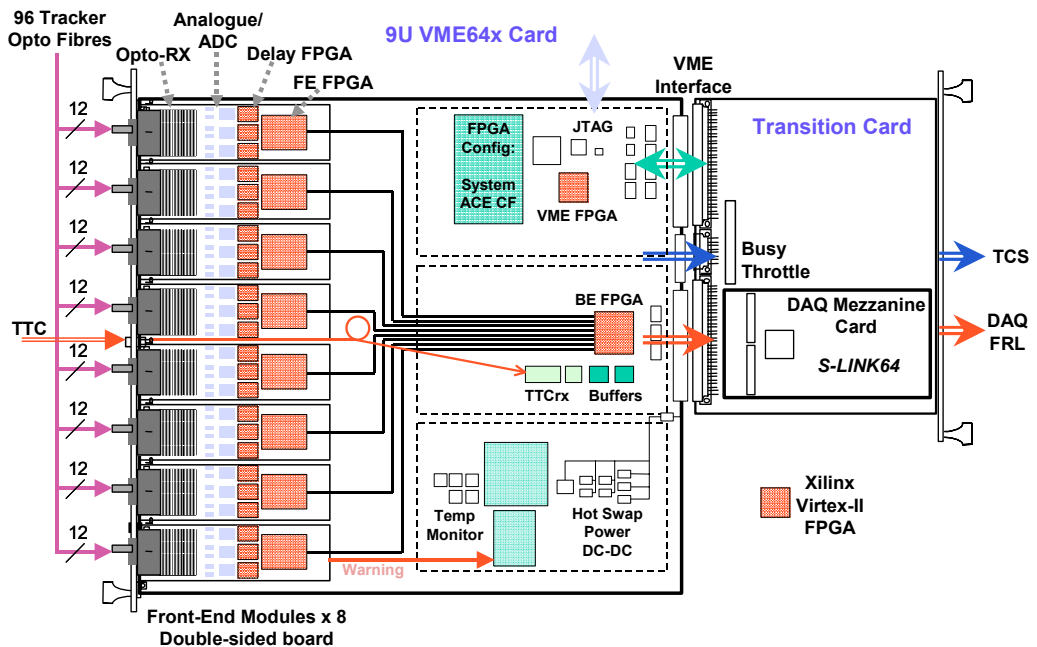 96 Tracker
Opto Fibres
Analogue/
ADC
Opto-RX
Delay FPGA
FE FPGA
9U VME64x Card
VME
Interface
Transition Card
12
12
12
12
12
12
12
12
TTC
FPGA
Config:
System
ACE CF
JTAG
VME FPGA
Busy
Throttle
TCS
BE FPGA
DAQ Mezzanine
Card
S-LINK64
DAQ
FRL
TTCrx
Buffers
Temp
Monitor
Hot Swap
Power
DC-DC
Warning
Xilinx
Virtex-II
FPGA
Front-End Modules x 8
Double-sided board